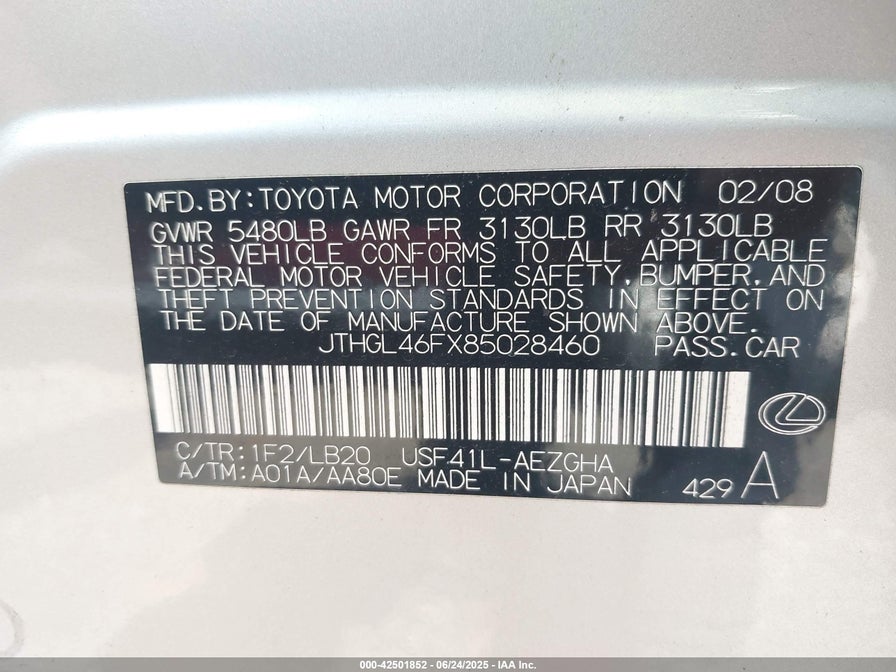 MFD.BY:TOYOTA MOTOR CORPORATION 02/08
GVWR 5480LB GAWR FR 3130LB RR 3130LB
THIS VEHICLE CONFORMS TO ALL APPLICABLE
FEDERAL MOTOR VEHICLE SAFETY,BUMPER,AND
THEFT PREVENTION STANDARDS IN EFFECT ON
THE DATE OF MANUFACTURE SHOWN ABOVE.
JTHGL46FX85028460 PASS.CAR
C/TR:1F2/LB20 USF41L-AEZGHA
A/TM:A01A/AA80E MADE IN JAPAN 429 A
000-42501852 - 06/24/2025 - IAA Inc.